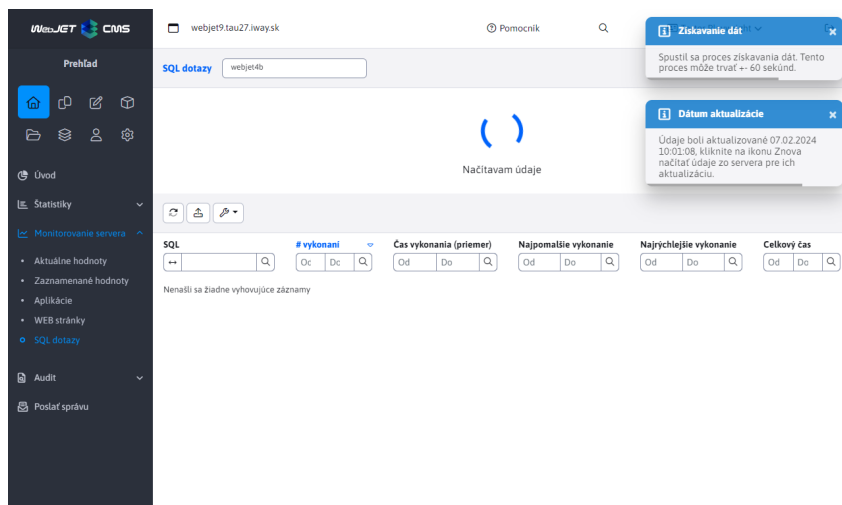 WebJET CMS
webjet9.tau27.iway.sk
Pomocník
Prehľad
SQL dotazy
webjet4b
Získavanie dát
×
Spustil sa proces získavania dát. Tento
proces môže trvať +- 60 sekúnd.
Dátum aktualizácie
×
Údaje boli aktualizované 07.02.2024
10:01:08, kliknite na ikonu Znova
načítať údaje zo servera pre ich
aktualizáciu.
Načítavam údaje
Úvod
Štatistiky
Monitorovanie servera
• Aktuálne hodnoty
• Zaznamenané hodnoty
• Aplikácie
• WEB stránky
SQL dotazy
Audit
Poslať správu
SQL
# vykonaní
Čas vykonania (priemer)
Najpomalšie vykonanie
Najrýchlejšie vykonanie
Celkový čas
Oc Dc
Od Do
Od Do
Od Do
Od Do
Nenašli sa žiadne vyhovujúce záznamy